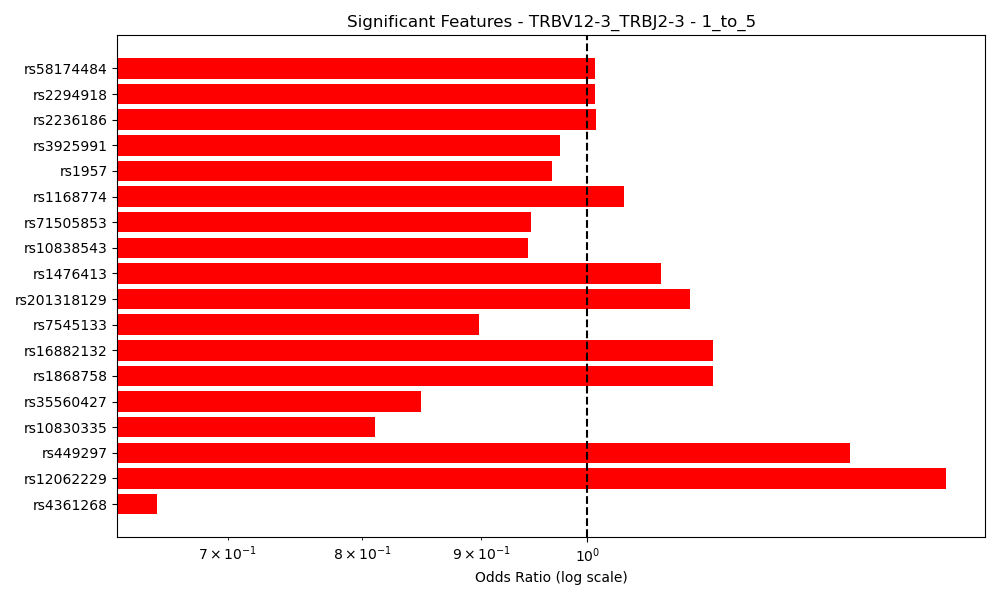 Significant Features - TRBV12-3_TRBJ2-3 - 1_to_5
rs58174484
rs2294918
rs2236186
rs3925991
rs1957
rs1168774
rs71505853
rs10838543
rs1476413
rs201318129
rs7545133
rs16882132
rs1868758
rs35560427
rs10830335
rs449297
rs12062229
rs4361268
7 × 10⁻¹ 8 × 10⁻¹ 9 × 10⁻¹ 10⁰
Odds Ratio (log scale)